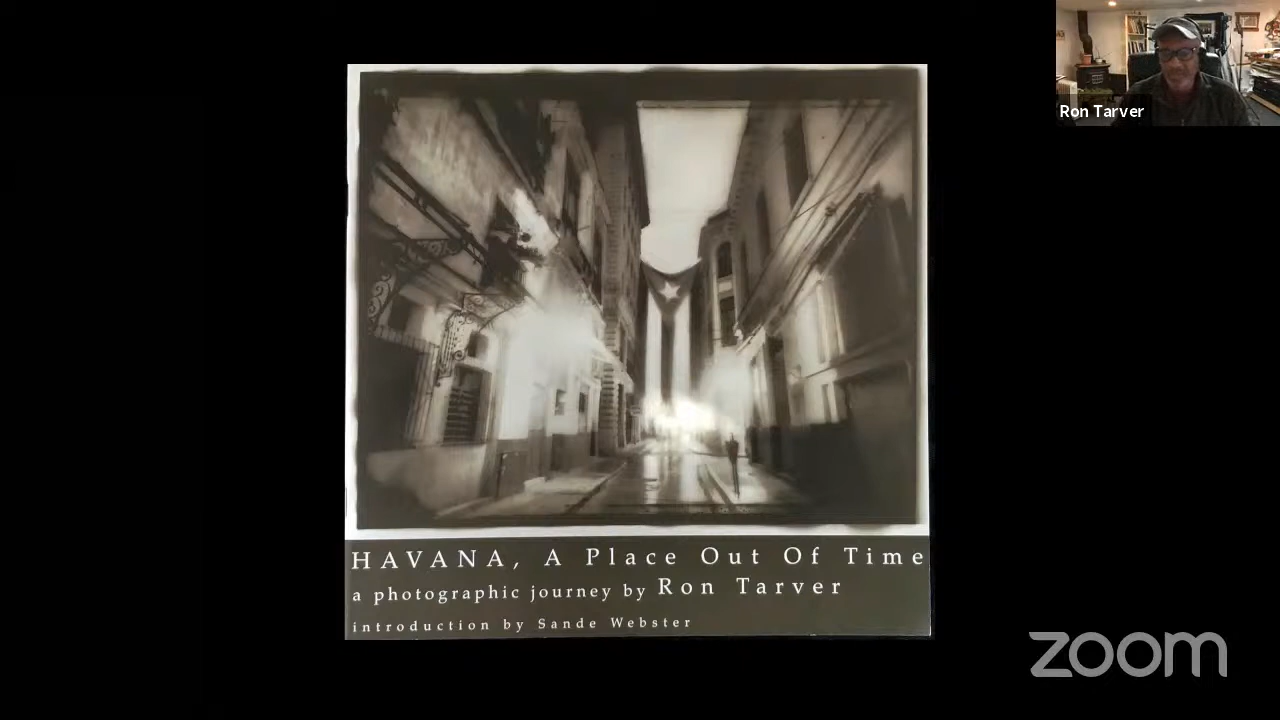 Ron Tarver
HAVANA, A Place Out Of Time
a photographic journey by Ron Tarver
introduction by Sande Webster
zoom